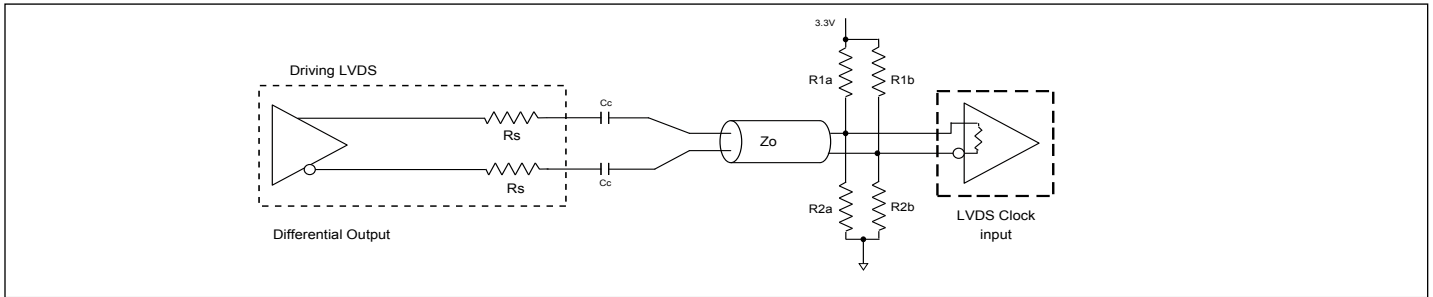 3.3V
Driving LVDS
R1a
R1b
Cc
Rs
Zo
Cc
Rs
R2a
R2b
LVDS Clock
input
Differential Output